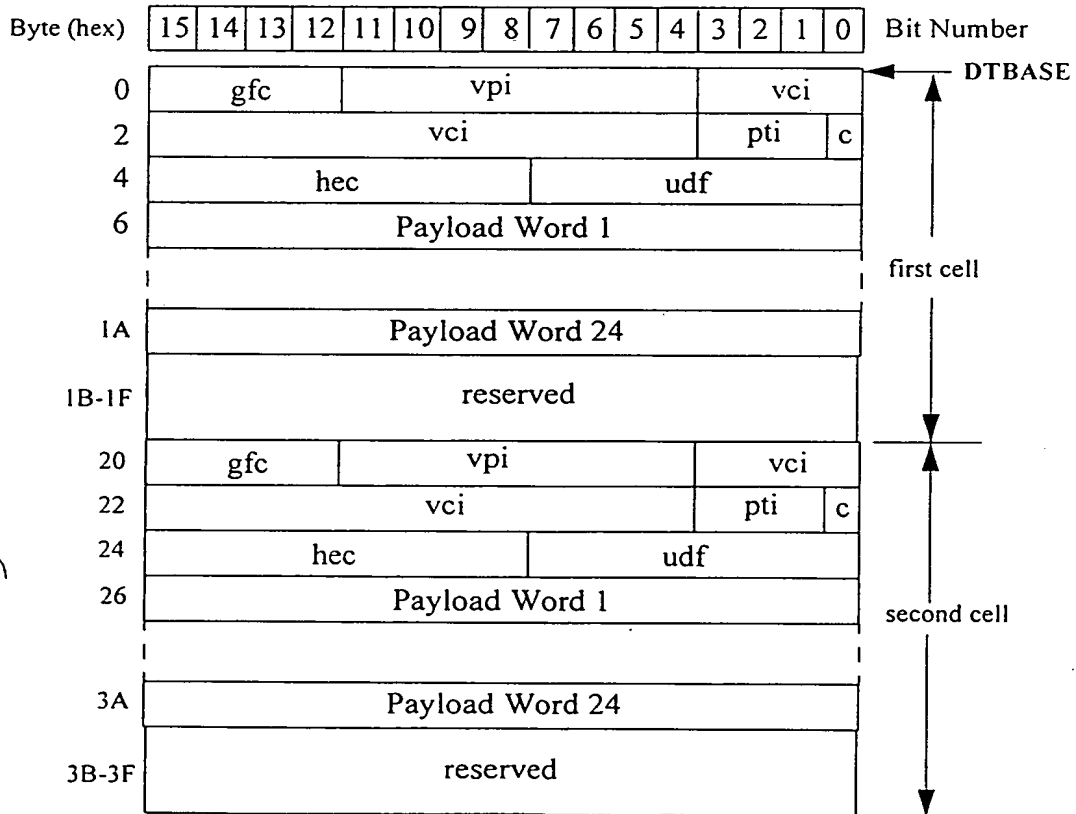 Byte (hex) 15 14 13 12 11 10 9 8 7 6 5 4 3 2 1 0 Bit Number
DTBASE
0 gfc vpi vci
2 vci pti c
4 hec udf
6 Payload Word 1
first cell
1A Payload Word 24
1B-1F reserved
20 gfc vpi vci
22 vci pti c
24 hec udf
26 Payload Word 1
second cell
3A Payload Word 24
3B-3F reserved